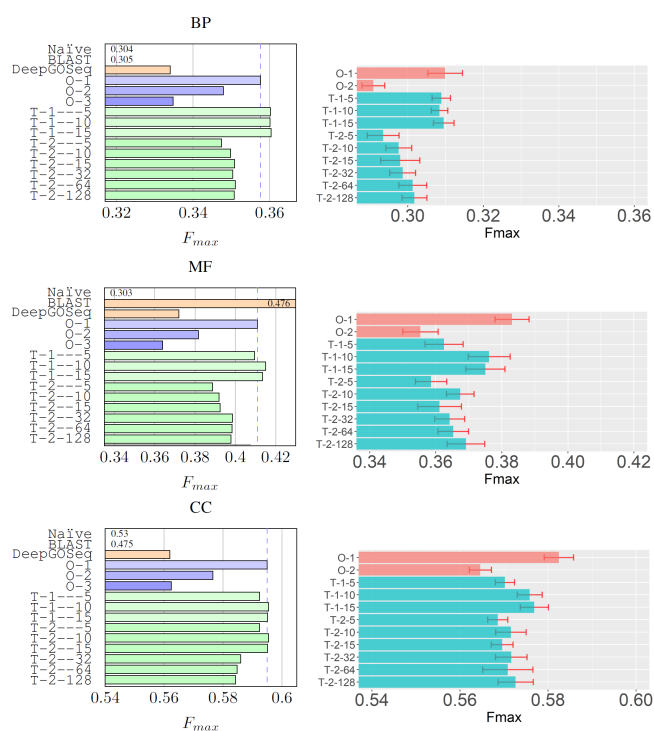 BP
Naïve 0.304
BLAST 0.305
DeepGOSeq
O-1
O-2
O-3
T-1---5
T-1--10
T-1--15
T-2---5
T-2--10
T-2--15
T-2--32
T-2--64
T-2-128
0.32 0.34 0.36
Fmax
O-1
O-2
T-1-5
T-1-10
T-1-15
T-2-5
T-2-10
T-2-15
T-2-32
T-2-64
T-2-128
0.30 0.32 0.34 0.36
Fmax
MF
Naïve 0.303
BLAST 0.476
DeepGOSeq
O-1
O-2
O-3
T-1---5
T-1--10
T-1--15
T-2---5
T-2--10
T-2--15
T-2--32
T-2--64
T-2-128
0.34 0.36 0.38 0.4 0.42
Fmax
O-1
O-2
T-1-5
T-1-10
T-1-15
T-2-5
T-2-10
T-2-15
T-2-32
T-2-64
T-2-128
0.34 0.36 0.38 0.40 0.42
Fmax
CC
Naïve 0.53
BLAST 0.475
DeepGOSeq
O-1
O-2
O-3
T-1---5
T-1--10
T-1--15
T-2---5
T-2--10
T-2--15
T-2--32
T-2--64
T-2-128
0.54 0.56 0.58 0.6
Fmax
O-1
O-2
T-1-5
T-1-10
T-1-15
T-2-5
T-2-10
T-2-15
T-2-32
T-2-64
T-2-128
0.54 0.56 0.58 0.60
Fmax